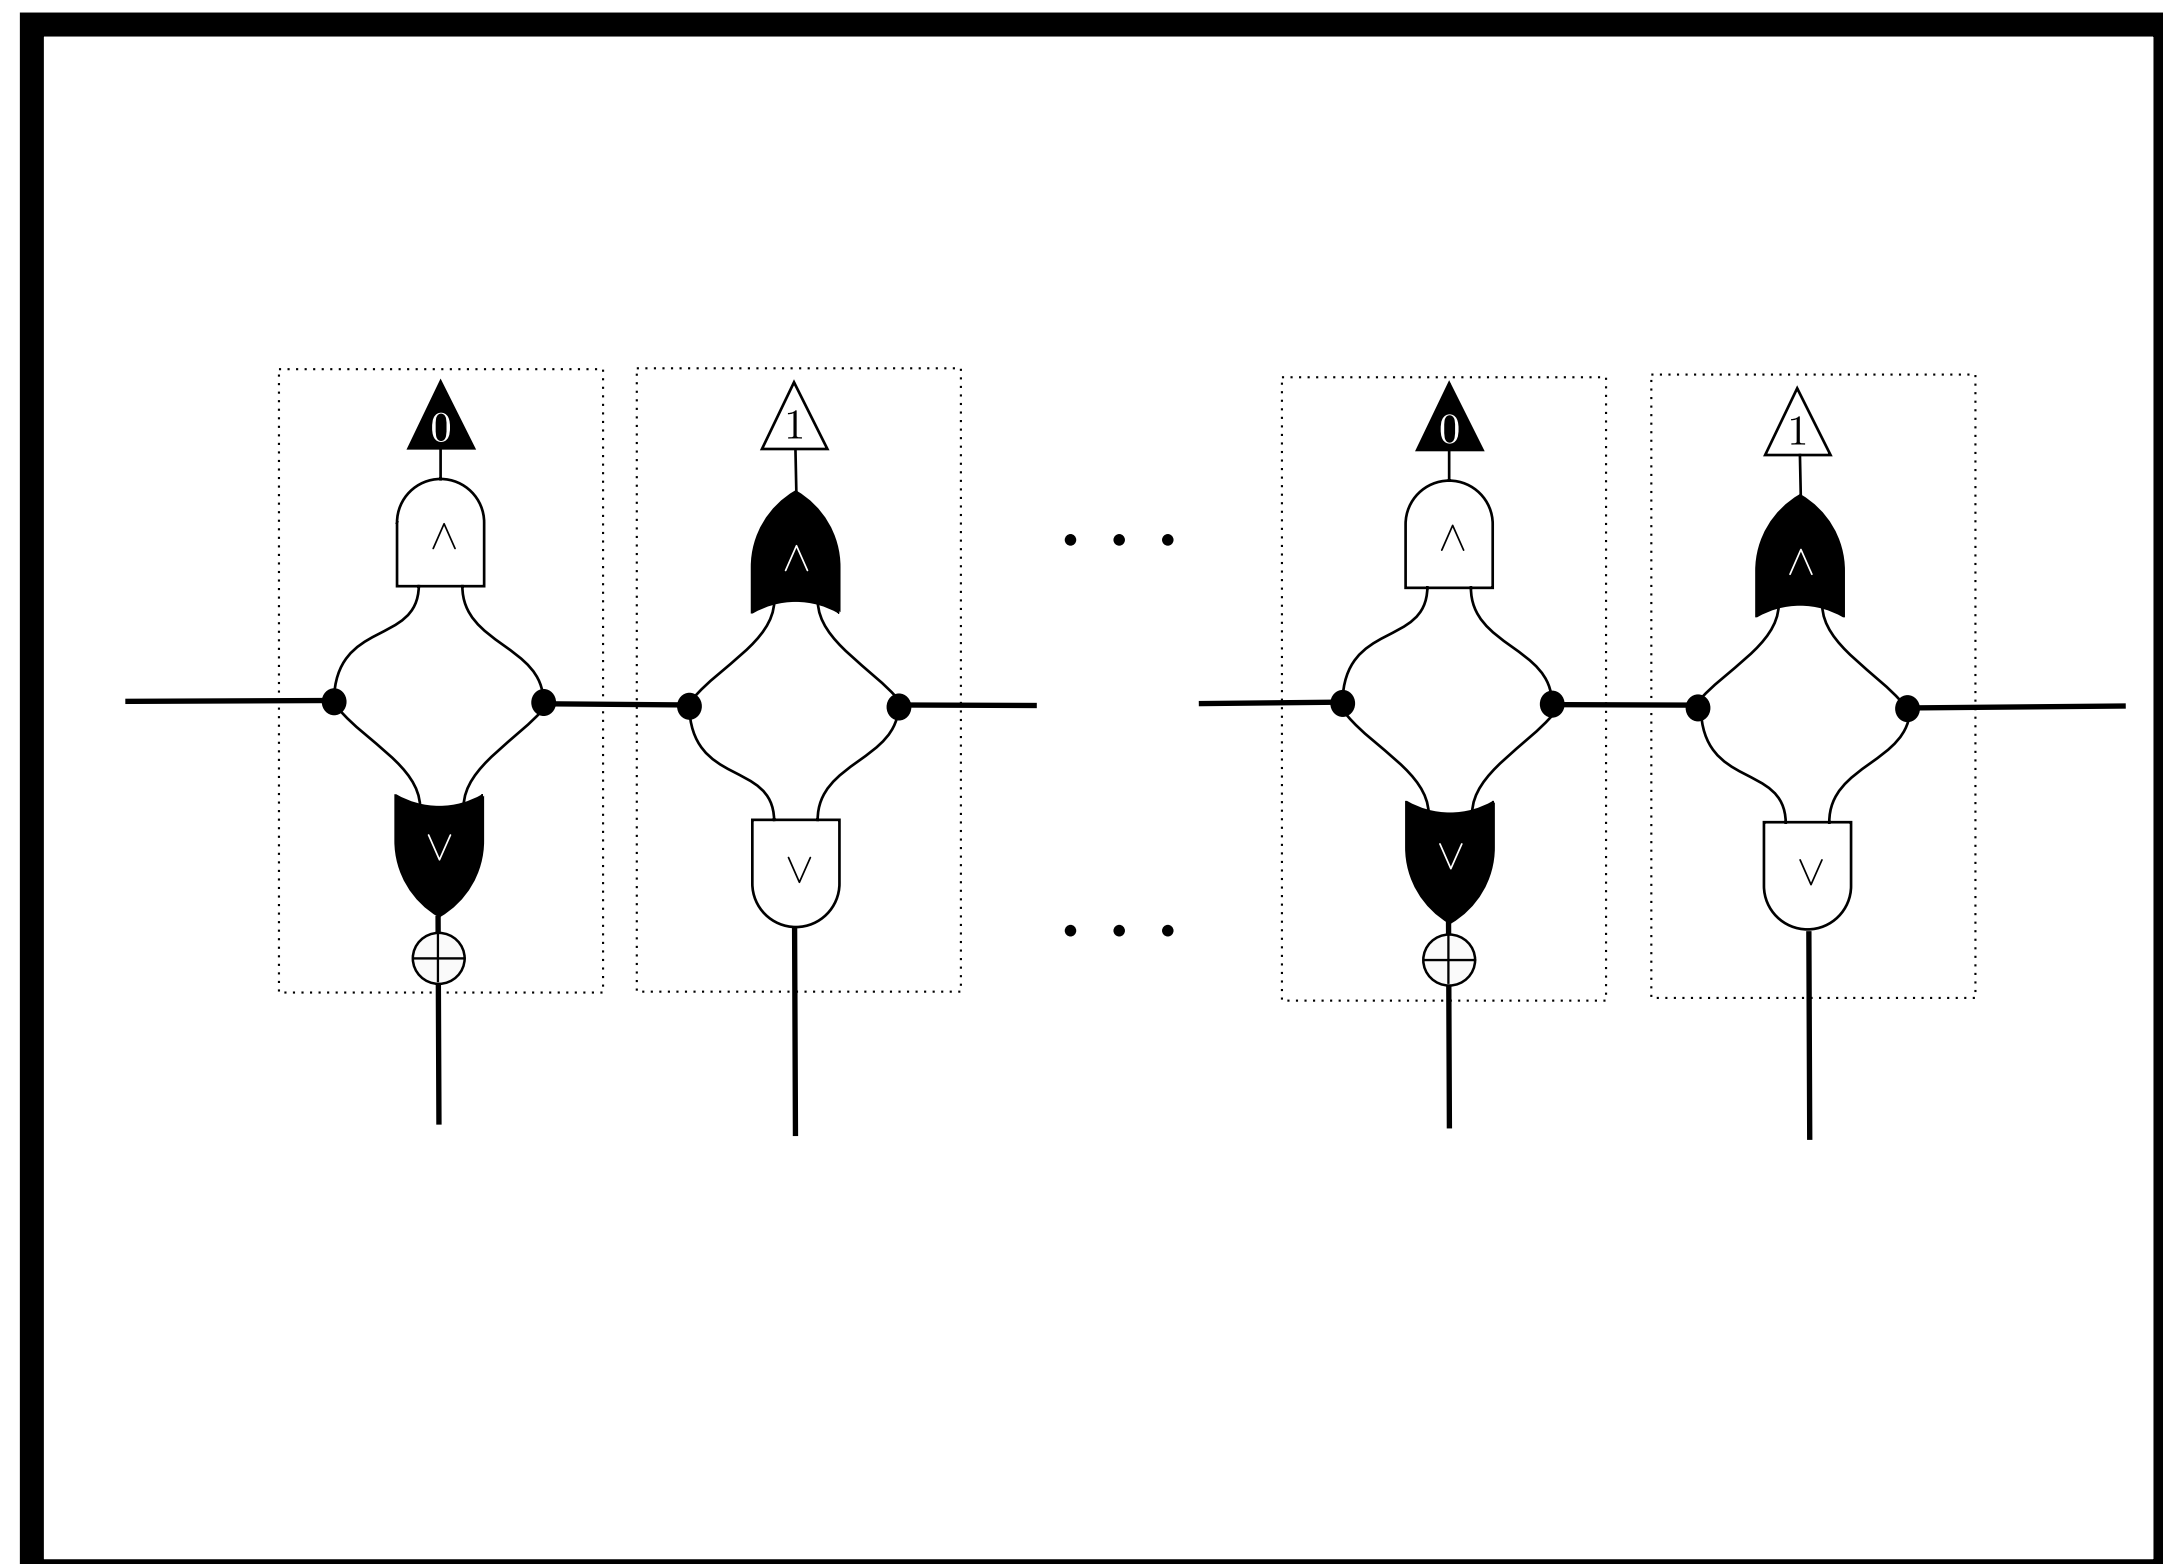 0 1 0 1
∧ ∧ ∧ ∧
· · ·
∨ ∨ ∨ ∨
· · ·